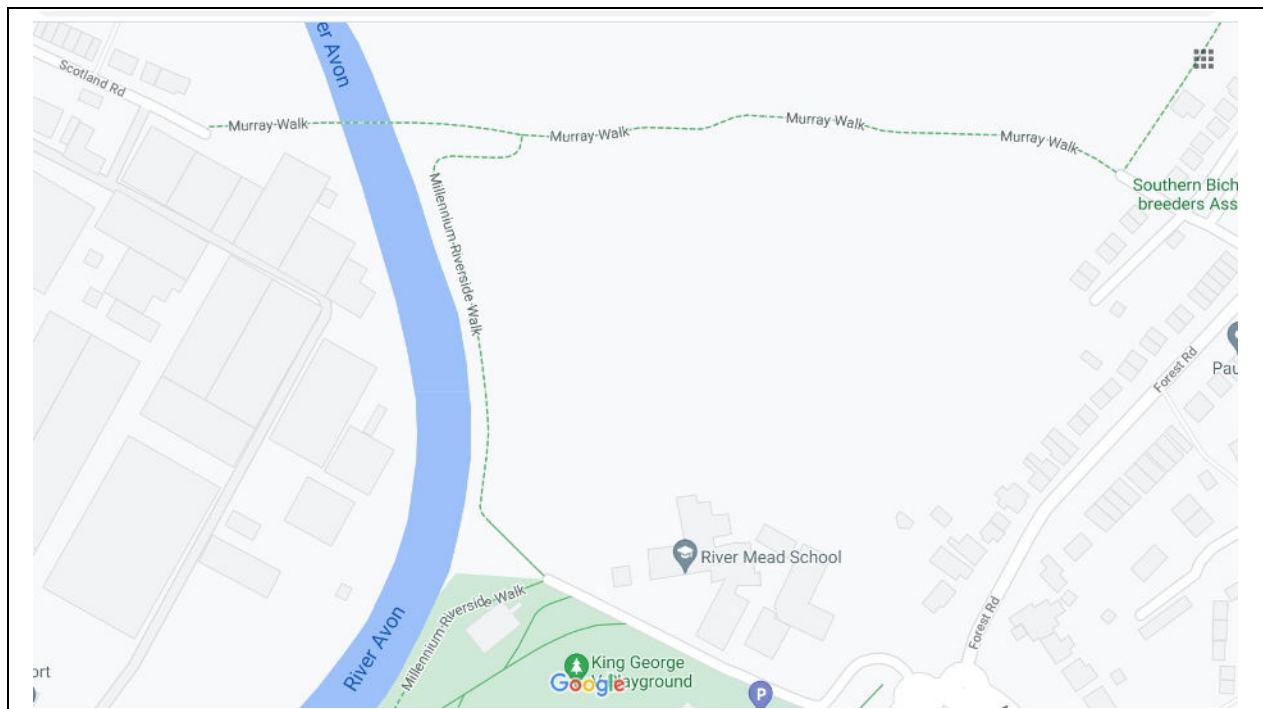 er Avon
Scotland Rd
Murray Walk
Murray Walk
Murray Walk
Murray Walk
Millennium Riverside Walk
Southern Bich
breeders Ass
Forest Rd
Pau
River Mead School
Millennium Riverside Walk
River Avon
Forest Rd
King George
V Playground
Google
P
ort